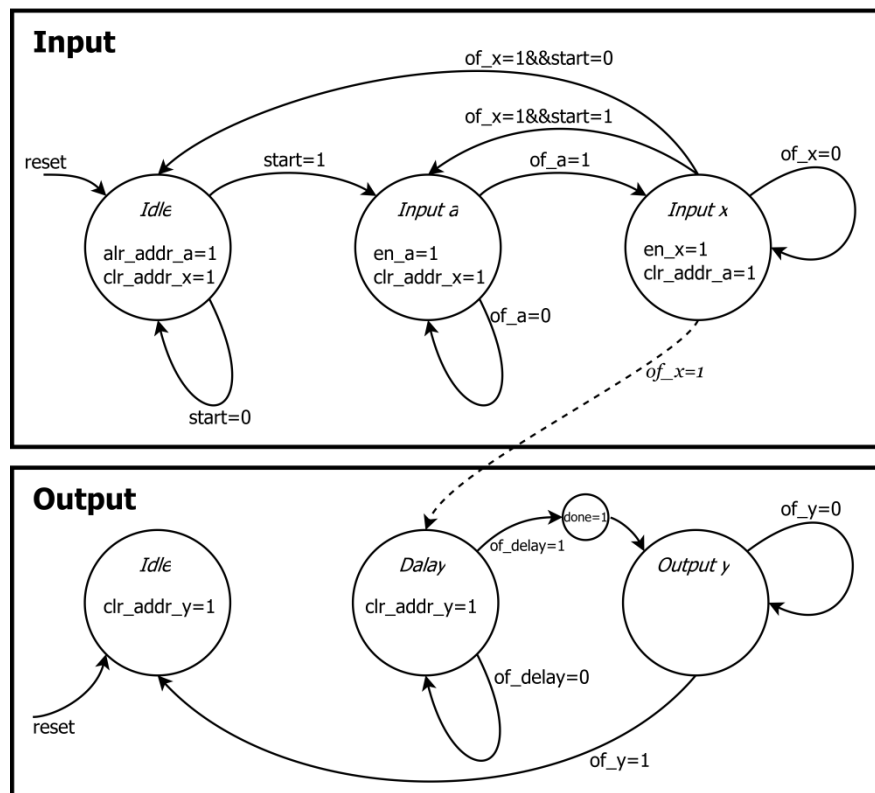 Input
of_x=1&&start=0
of_x=1&&start=1
reset
start=1
of_a=1
of_x=0
Idle
alr_addr_a=1
clr_addr_x=1
Input a
en_a=1
clr_addr_x=1
Input x
en_x=1
clr_addr_a=1
of_a=0
start=0
of_x=1
Output
of_y=0
done=1
of_delay=1
Idle
clr_addr_y=1
Dalay
clr_addr_y=1
Output y
of_delay=0
reset
of_y=1